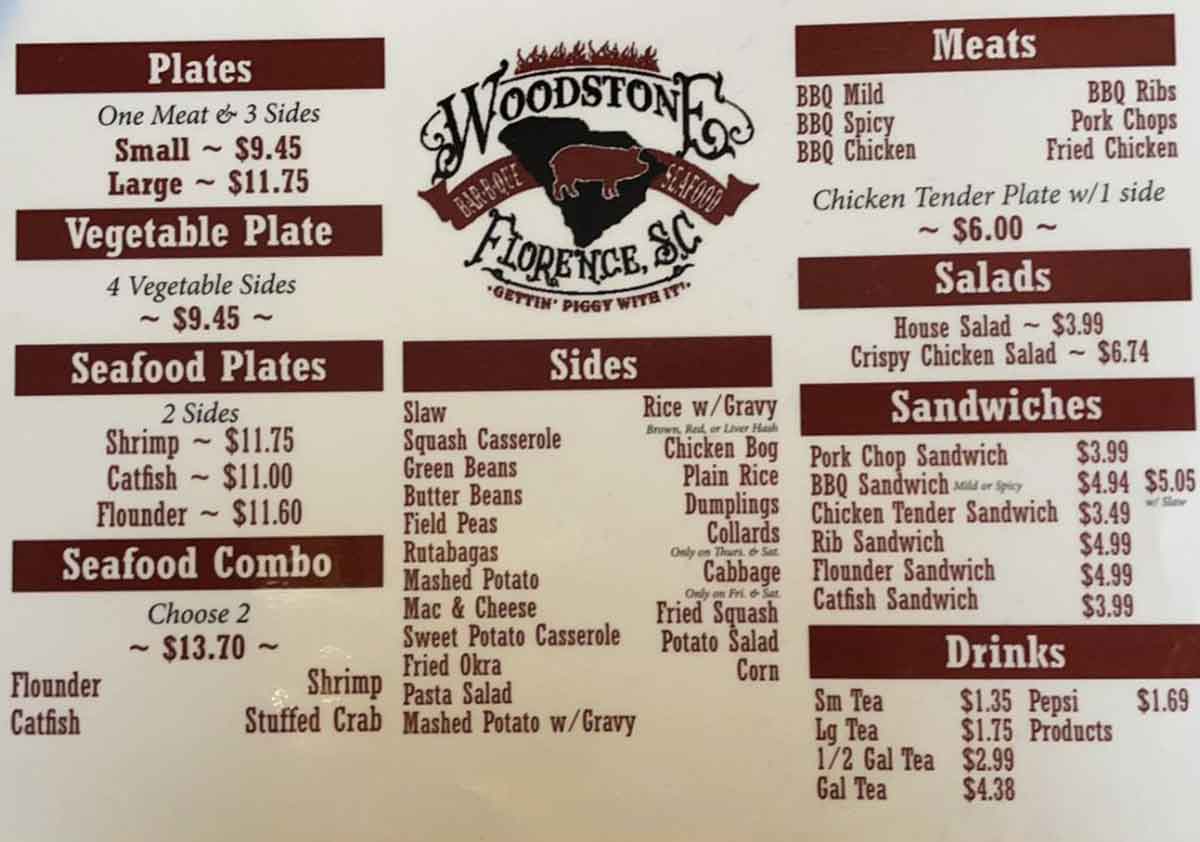 Plates
One Meat & 3 Sides
Small ~ $9.45
Large ~ $11.75
Vegetable Plate
4 Vegetable Sides
~ $9.45 ~
Seafood Plates
2 Sides
Shrimp ~ $11.75
Catfish ~ $11.00
Flounder ~ $11.60
Seafood Combo
Choose 2
~ $13.70 ~
Flounder Shrimp
Catfish Stuffed Crab
WOODSTONE
BAR-B-QUE SEAFOOD
FLORENCE, SC
·GETTIN' PIGGY WITH IT!·
Sides
Slaw
Squash Casserole
Green Beans
Butter Beans
Field Peas
Rutabagas
Mashed Potato
Mac & Cheese
Sweet Potato Casserole
Fried Okra
Pasta Salad
Mashed Potato w/Gravy
Rice w/Gravy
Brown, Red, or Liver Hash
Chicken Bog
Plain Rice
Dumplings
Collards
Only on Thurs. & Sat.
Cabbage
Only on Fri. & Sat.
Fried Squash
Potato Salad
Corn
Meats
BBQ Mild BBQ Ribs
BBQ Spicy Pork Chops
BBQ Chicken Fried Chicken
Chicken Tender Plate w/1 side
~ $6.00 ~
Salads
House Salad ~ $3.99
Crispy Chicken Salad ~ $6.74
Sandwiches
Pork Chop Sandwich $3.99
BBQ Sandwich Mild or Spicy $4.94 $5.05
w/ Slaw
Chicken Tender Sandwich $3.49
Rib Sandwich $4.99
Flounder Sandwich $4.99
Catfish Sandwich $3.99
Drinks
Sm Tea $1.35 Pepsi $1.69
Lg Tea $1.75 Products
1/2 Gal Tea $2.99
Gal Tea $4.38